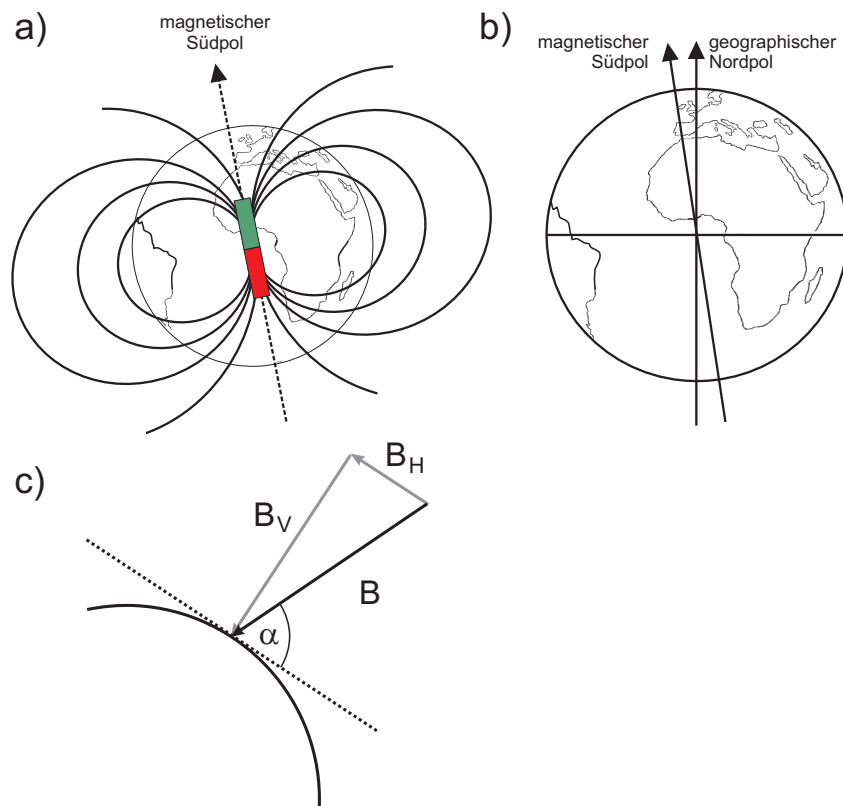 a)
magnetischer
Südpol
b)
magnetischer
Südpol
geographischer
Nordpol
c)
B_H
B_V
B
α